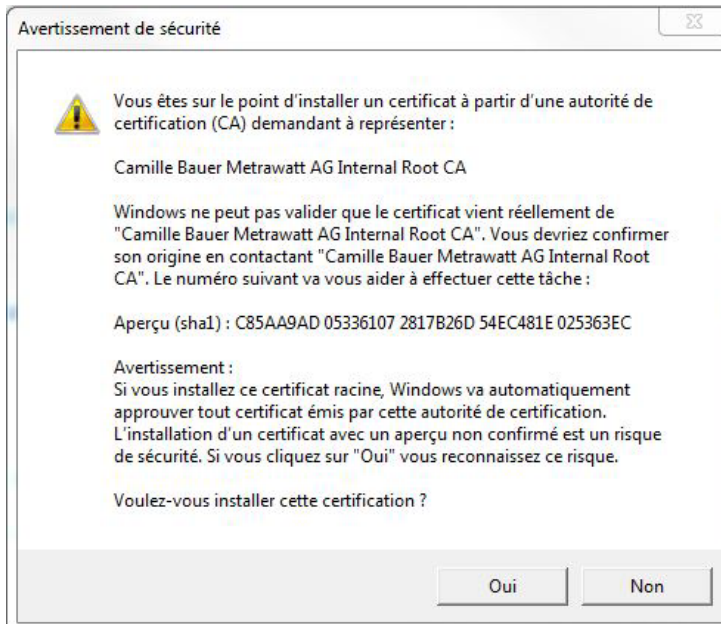 Avertissement de sécurité
Vous êtes sur le point d'installer un certificat à partir d'une autorité de
certification (CA) demandant à représenter :
Camille Bauer Metrawatt AG Internal Root CA
Windows ne peut pas valider que le certificat vient réellement de
"Camille Bauer Metrawatt AG Internal Root CA". Vous devriez confirmer
son origine en contactant "Camille Bauer Metrawatt AG Internal Root
CA". Le numéro suivant va vous aider à effectuer cette tâche :
Aperçu (sha1) : C85AA9AD 05336107 2817B26D 54EC481E 025363EC
Avertissement :
Si vous installez ce certificat racine, Windows va automatiquement
approuver tout certificat émis par cette autorité de certification.
L'installation d'un certificat avec un aperçu non confirmé est un risque
de sécurité. Si vous cliquez sur "Oui" vous reconnaissez ce risque.
Voulez-vous installer cette certification ?
Oui Non